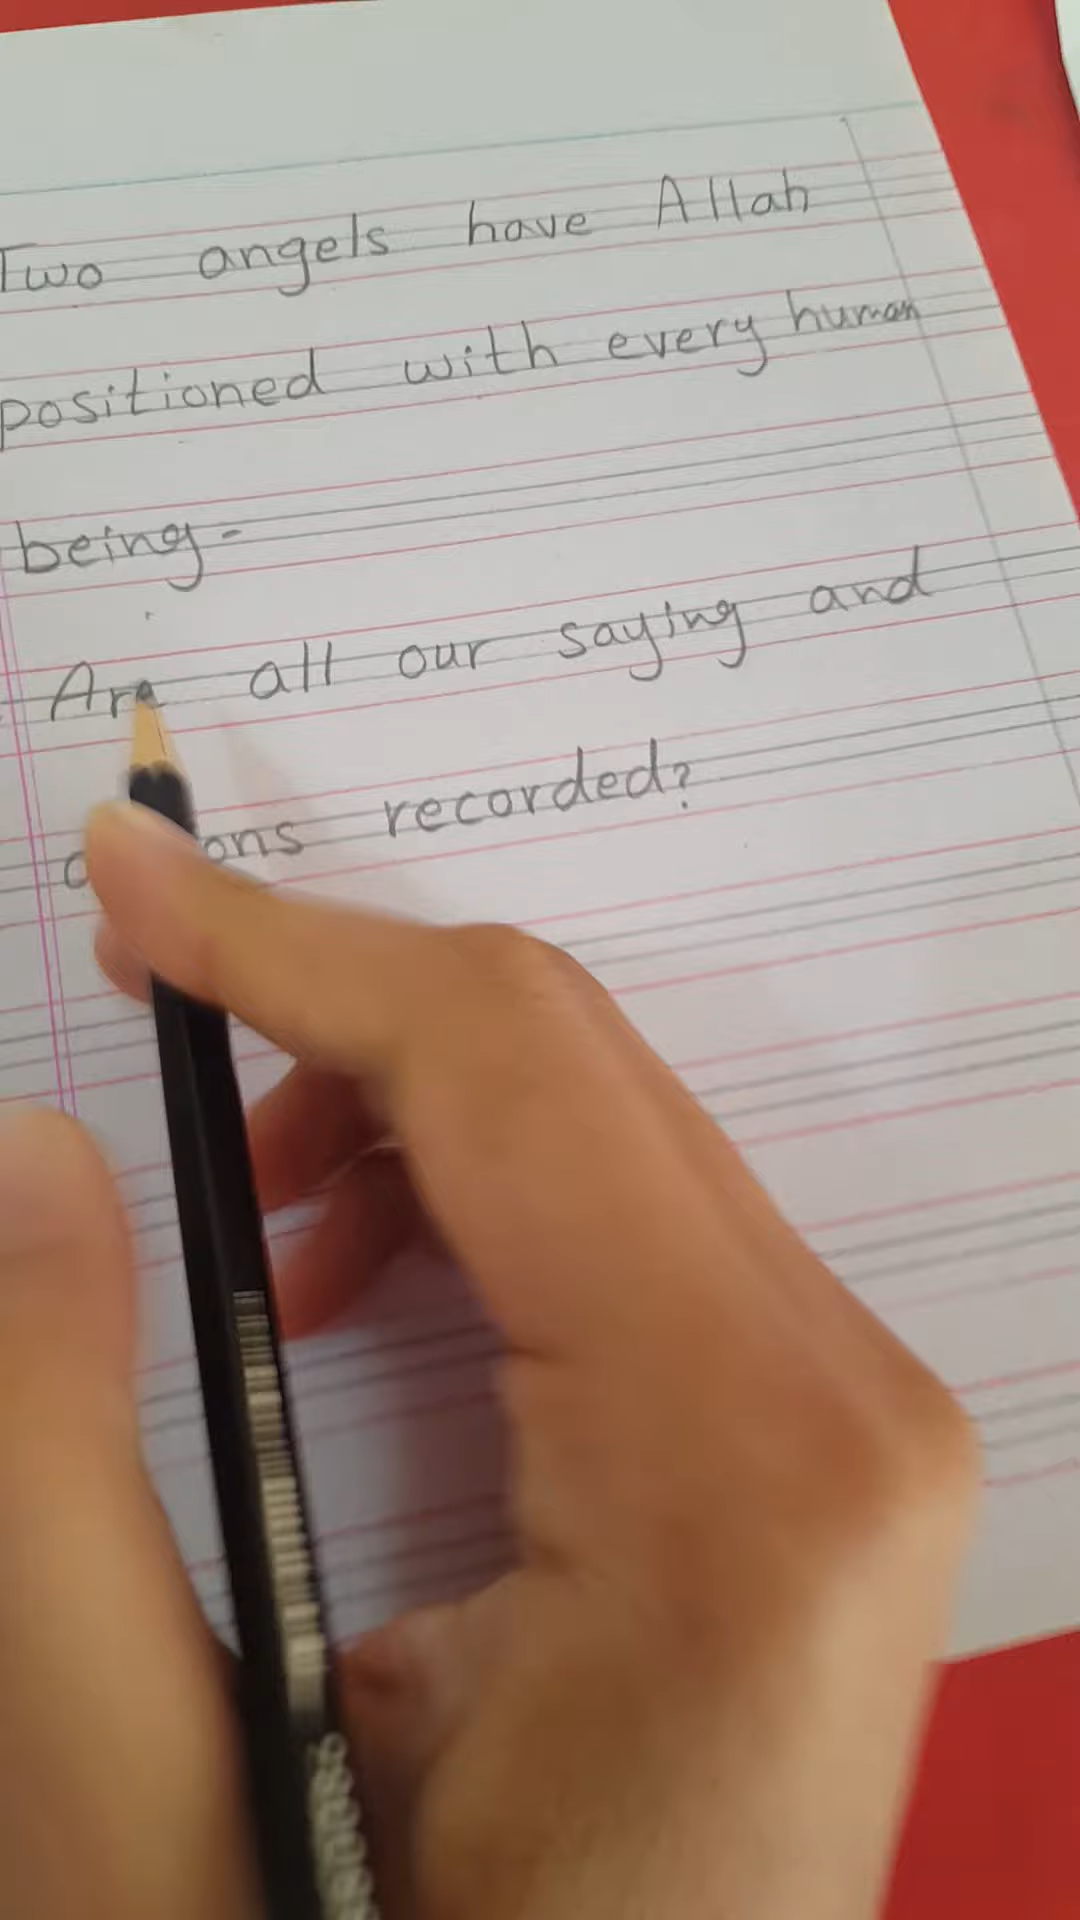 Two angels have Allah
positioned with every human
being-
Are all our saying and
recorded?